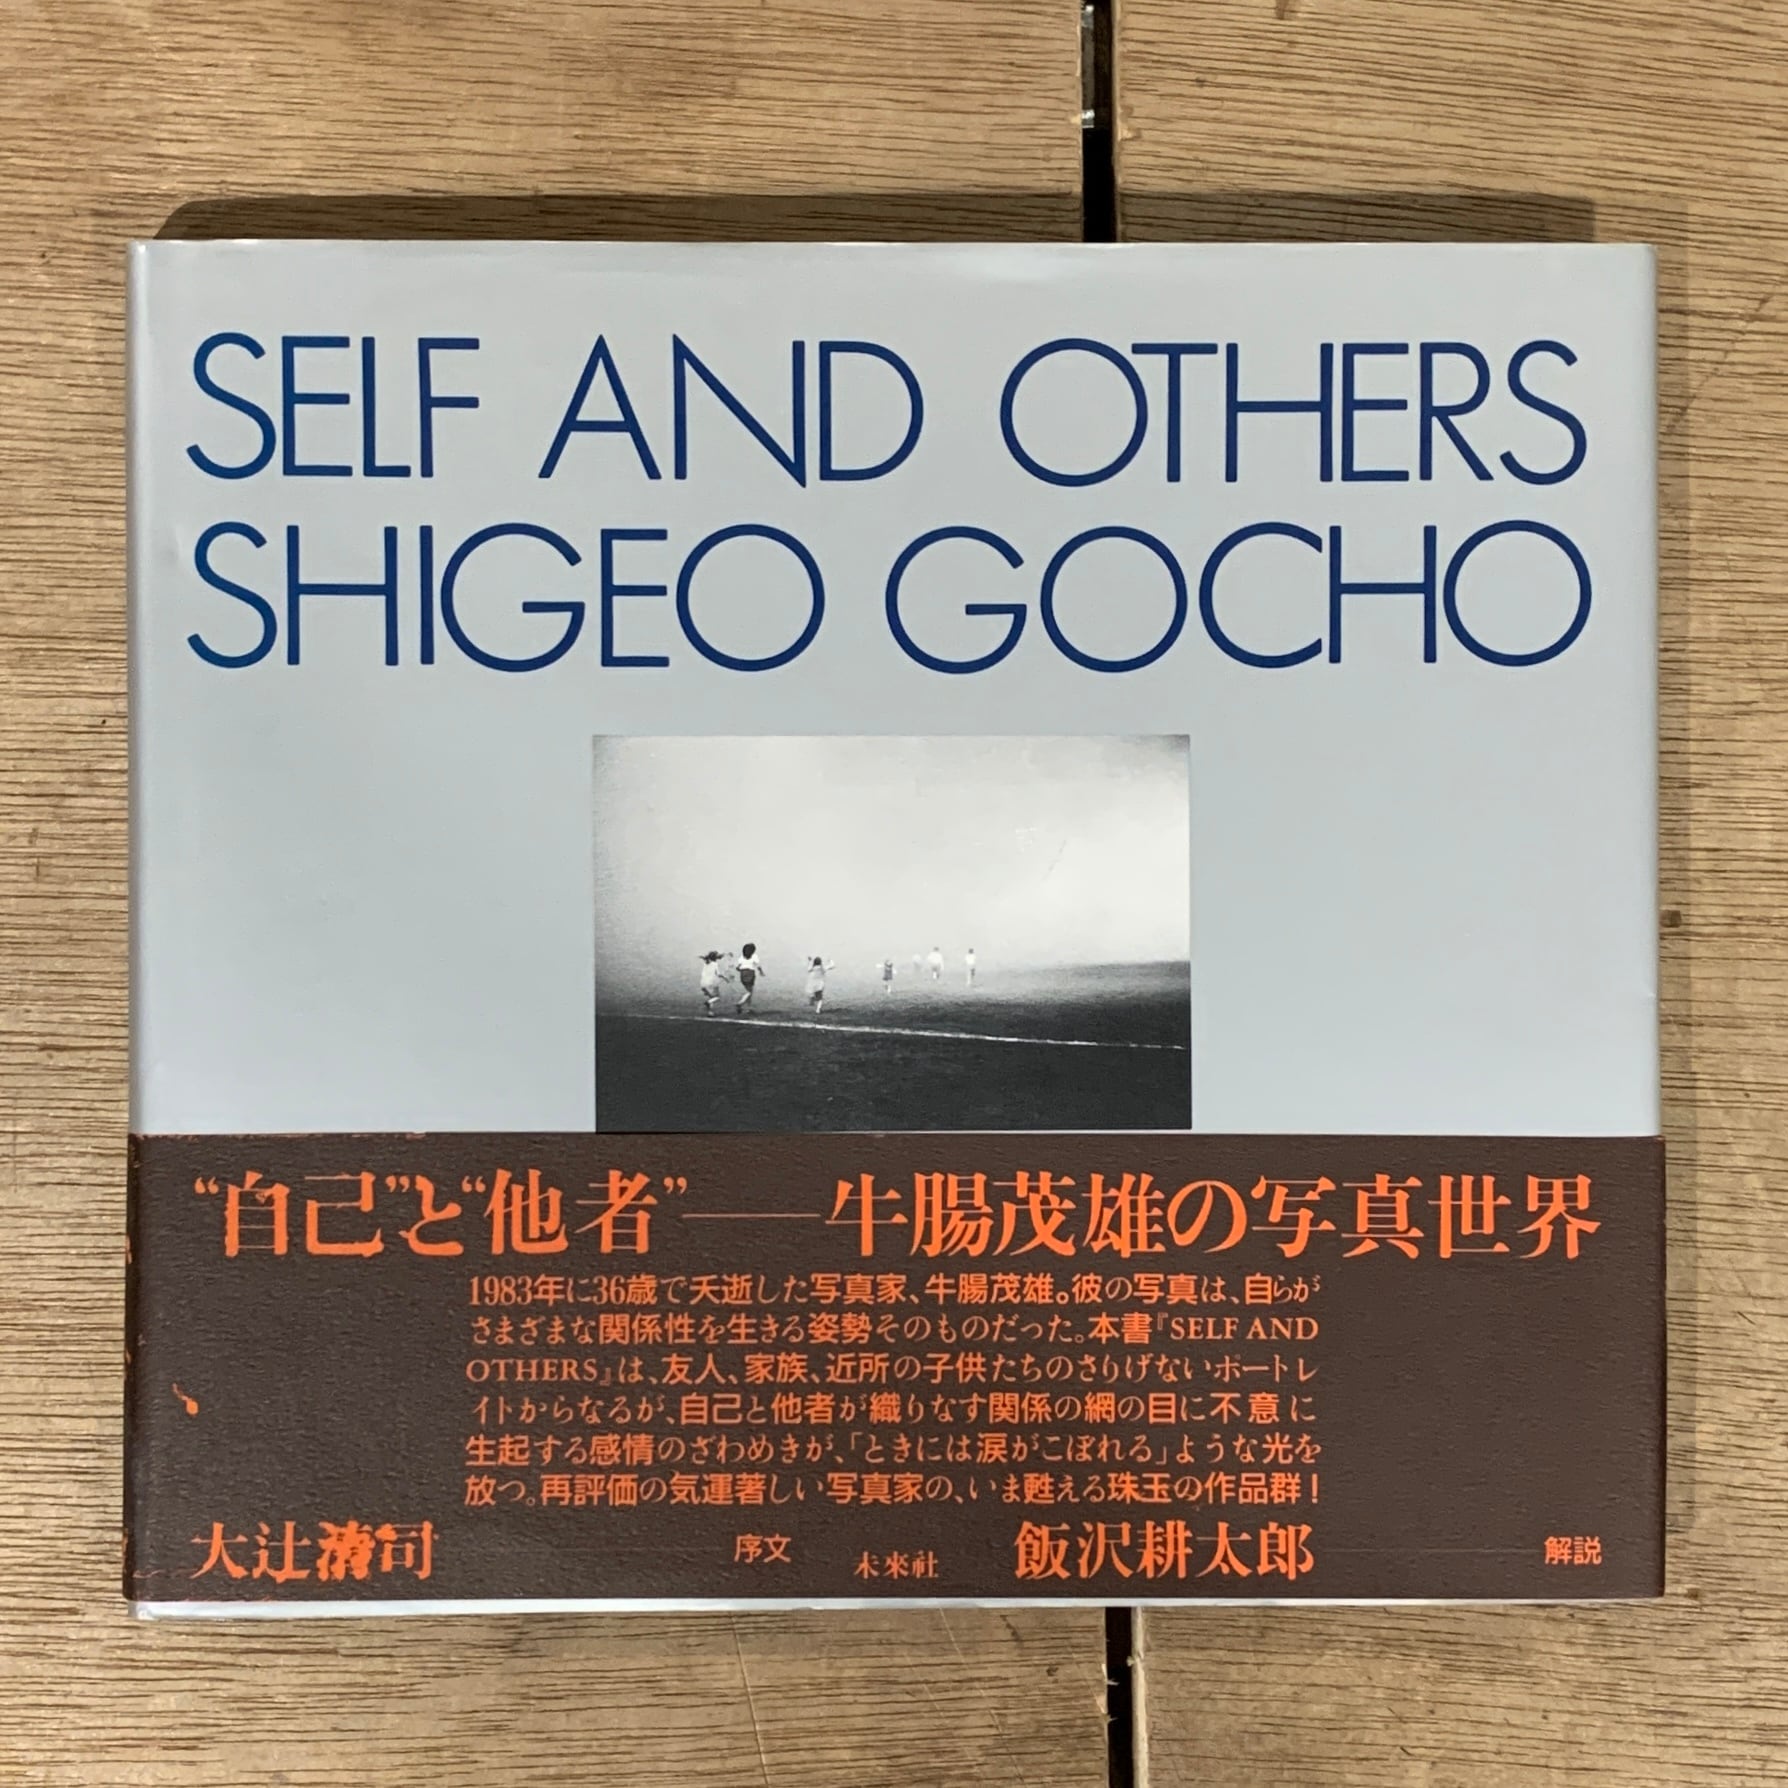 SELF AND OTHERS
SHIGEO GOCHO
“自己”と“他者”——牛腸茂雄の写真世界
1983年に36歳で夭逝した写真家、牛腸茂雄。彼の写真は、自らが
さまざまな関係性を生きる姿勢そのものだった。本書『SELF AND
OTHERS』は、友人、家族、近所の子供たちのさりげないポートレ
イトからなるが、自己と他者が織りなす関係の網の目に不意に
生起する感情のざわめきが、「ときには涙がこぼれる」ような光を
放つ。再評価の気運著しい写真家の、いま甦える珠玉の作品群！
大辻清司——序文 未來社 飯沢耕太郎——解説